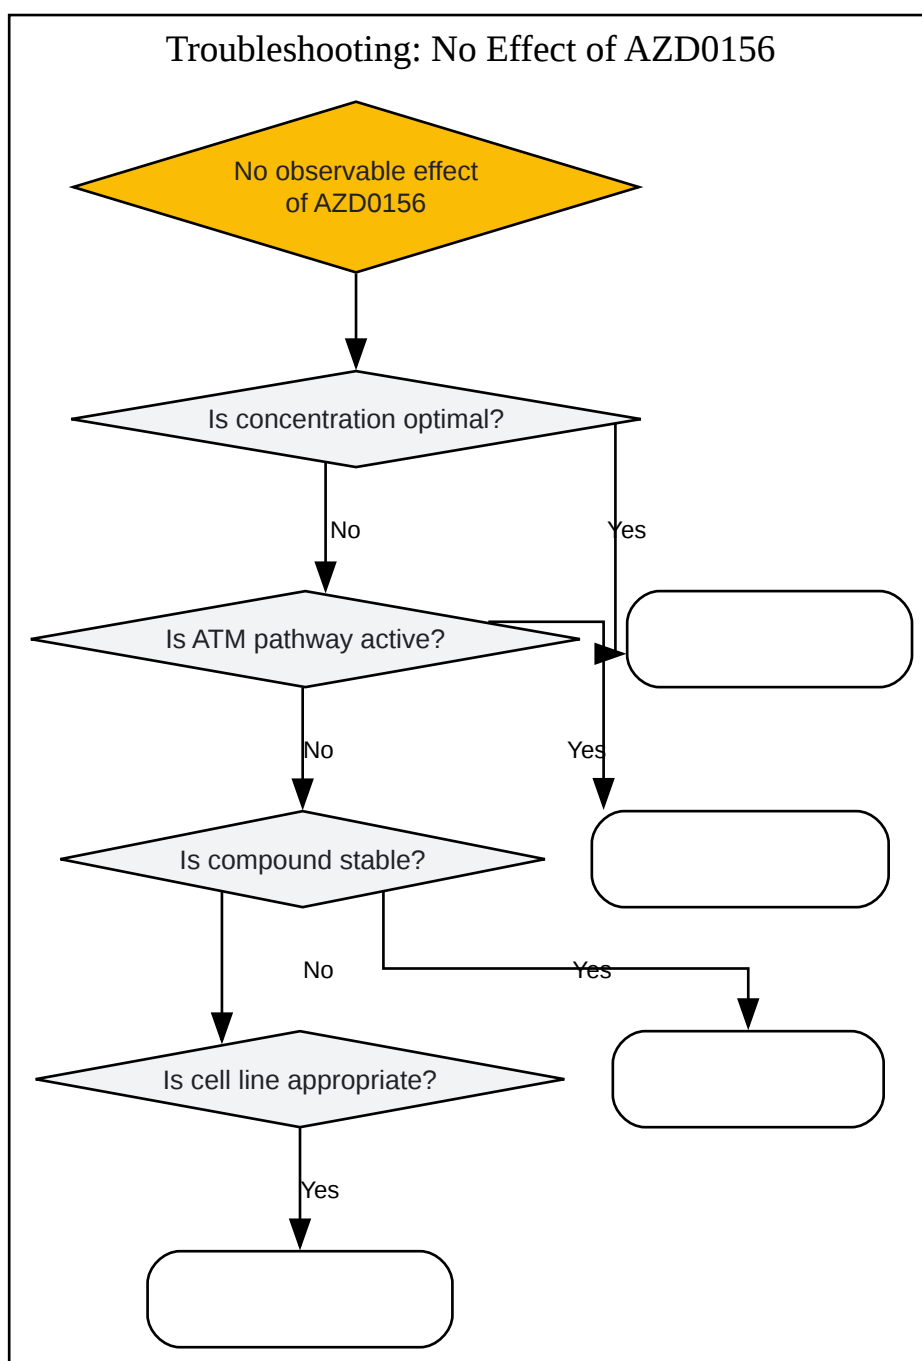 Troubleshooting: No Effect of AZD0156
No observable effect
of AZD0156
Is concentration optimal?
No
Yes
Is ATM pathway active?
No
Yes
Is compound stable?
No
Yes
Is cell line appropriate?
Yes